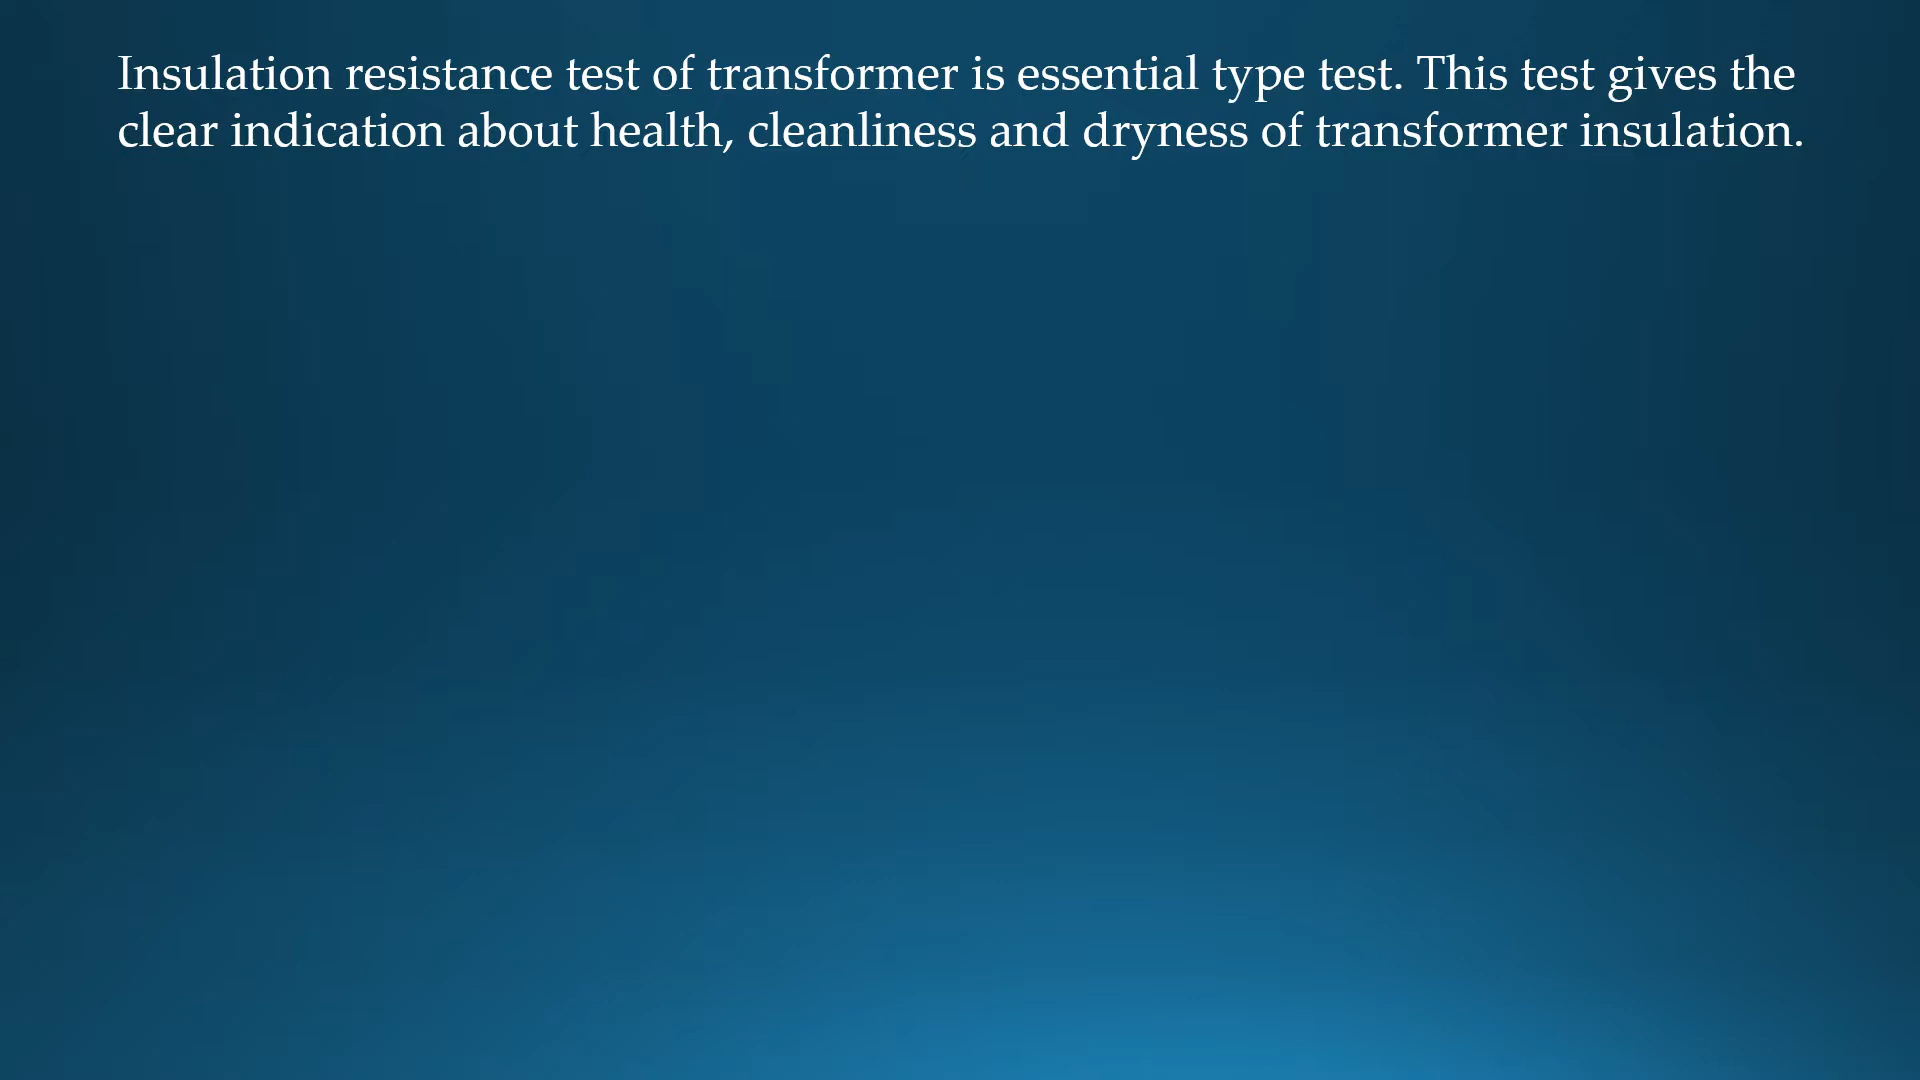 Insulation resistance test of transformer is essential type test. This test gives the
clear indication about health, cleanliness and dryness of transformer insulation.